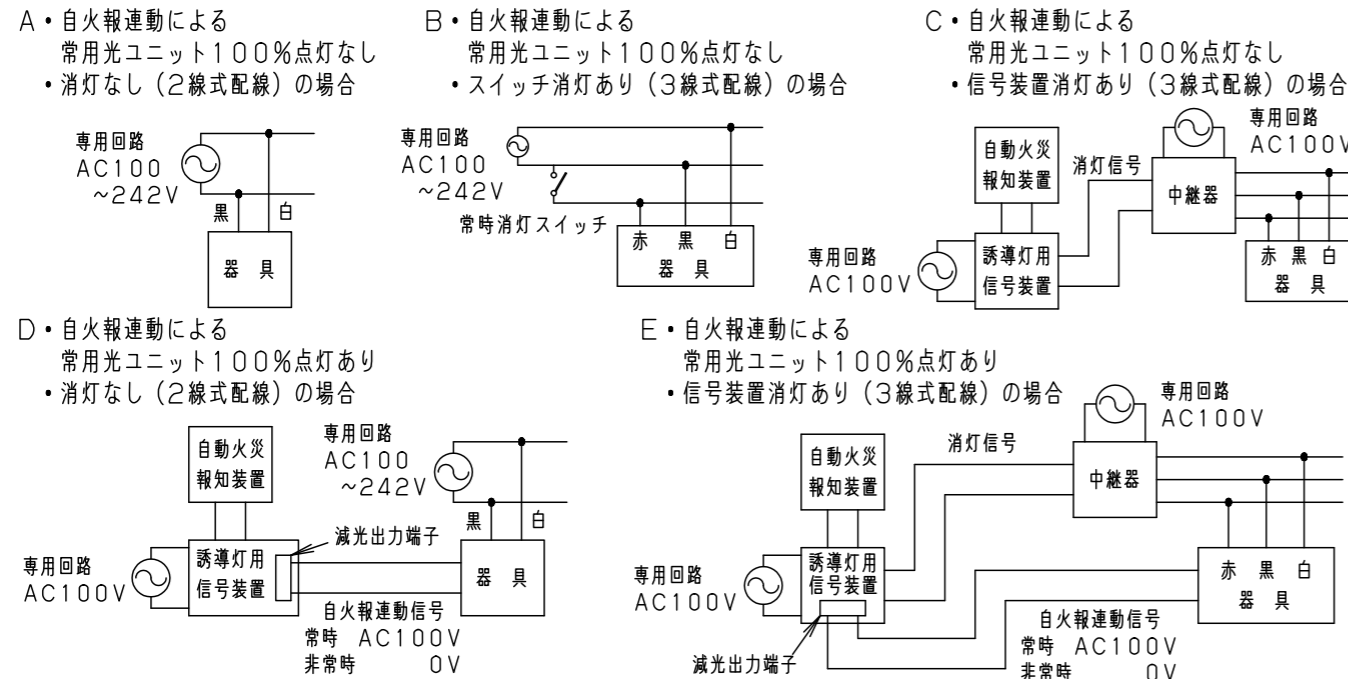 A・自火報連動による
常用光ユニット100%点灯なし
・消灯なし（2線式配線）の場合
専用回路
AC100
~242V
黒
白
器 具
B・自火報連動による
常用光ユニット100%点灯なし
・スイッチ消灯あり（3線式配線）の場合
専用回路
AC100
~242V
常時消灯スイッチ
赤 黒 白
器 具
C・自火報連動による
常用光ユニット100%点灯なし
・信号装置消灯あり（3線式配線）の場合
専用回路
AC100V
自動火災
報知装置
消灯信号
中継器
専用回路
AC100V
誘導灯用
信号装置
赤 黒 白
器 具
D・自火報連動による
常用光ユニット100%点灯あり
・消灯なし（2線式配線）の場合
自動火災
報知装置
専用回路
AC100
~242V
黒
白
減光出力端子
専用回路
AC100V
誘導灯用
信号装置
器 具
自火報連動信号
常時 AC100V
非常時 0V
E・自火報連動による
常用光ユニット100%点灯あり
・信号装置消灯あり（3線式配線）の場合
専用回路
AC100V
自動火災
報知装置
消灯信号
中継器
専用回路
AC100V
誘導灯用
信号装置
赤 黒 白
器 具
自火報連動信号
常時 AC100V
非常時 0V
減光出力端子